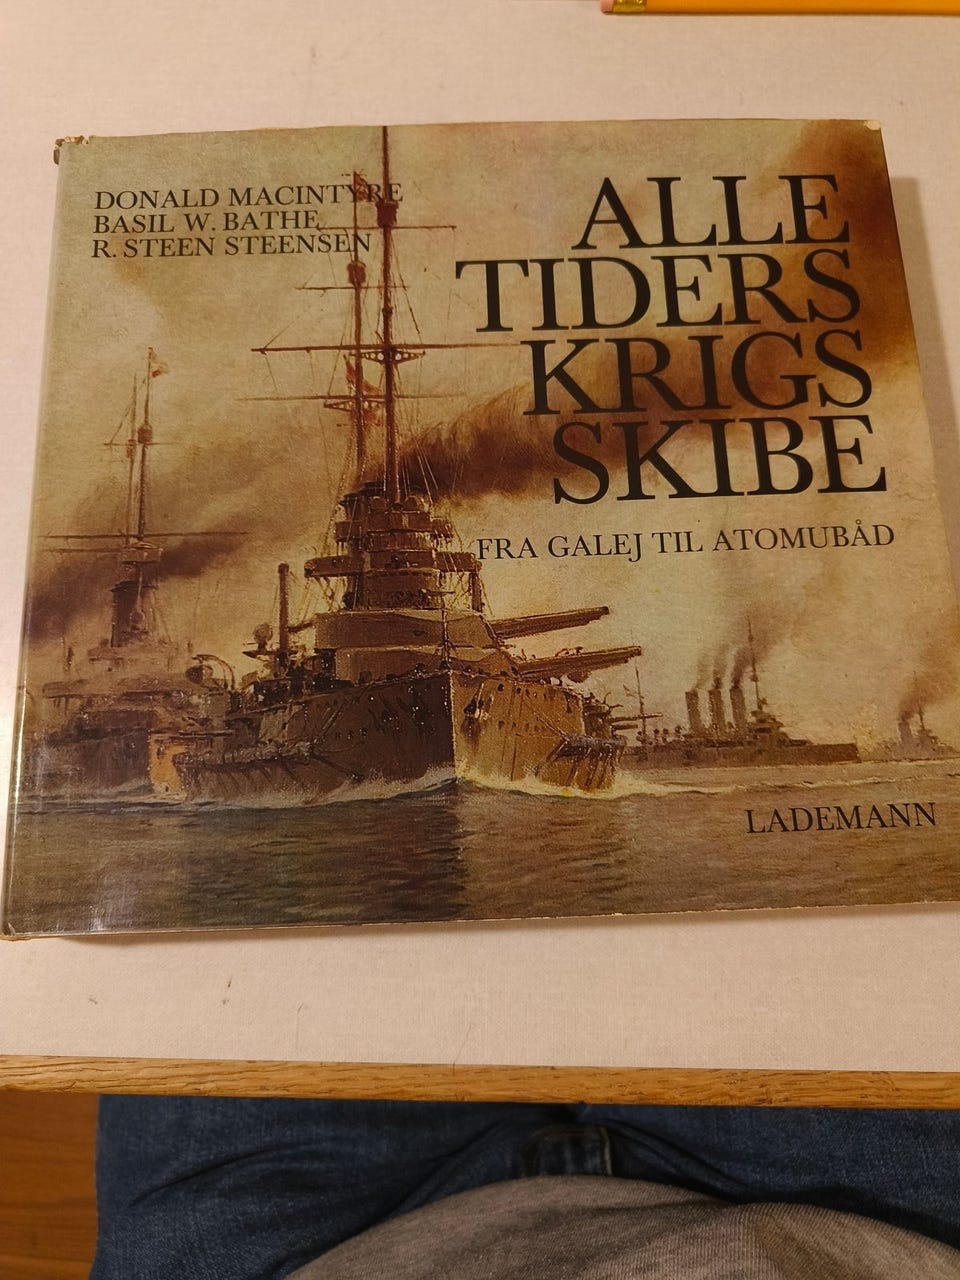 DONALD MACINTYRE
BASIL W. BATHE
R. STEEN STEENSEN
ALLE
TIDERS
KRIGS
SKIBE
FRA GALEJ TIL ATOMUBÅD
LADEMANN